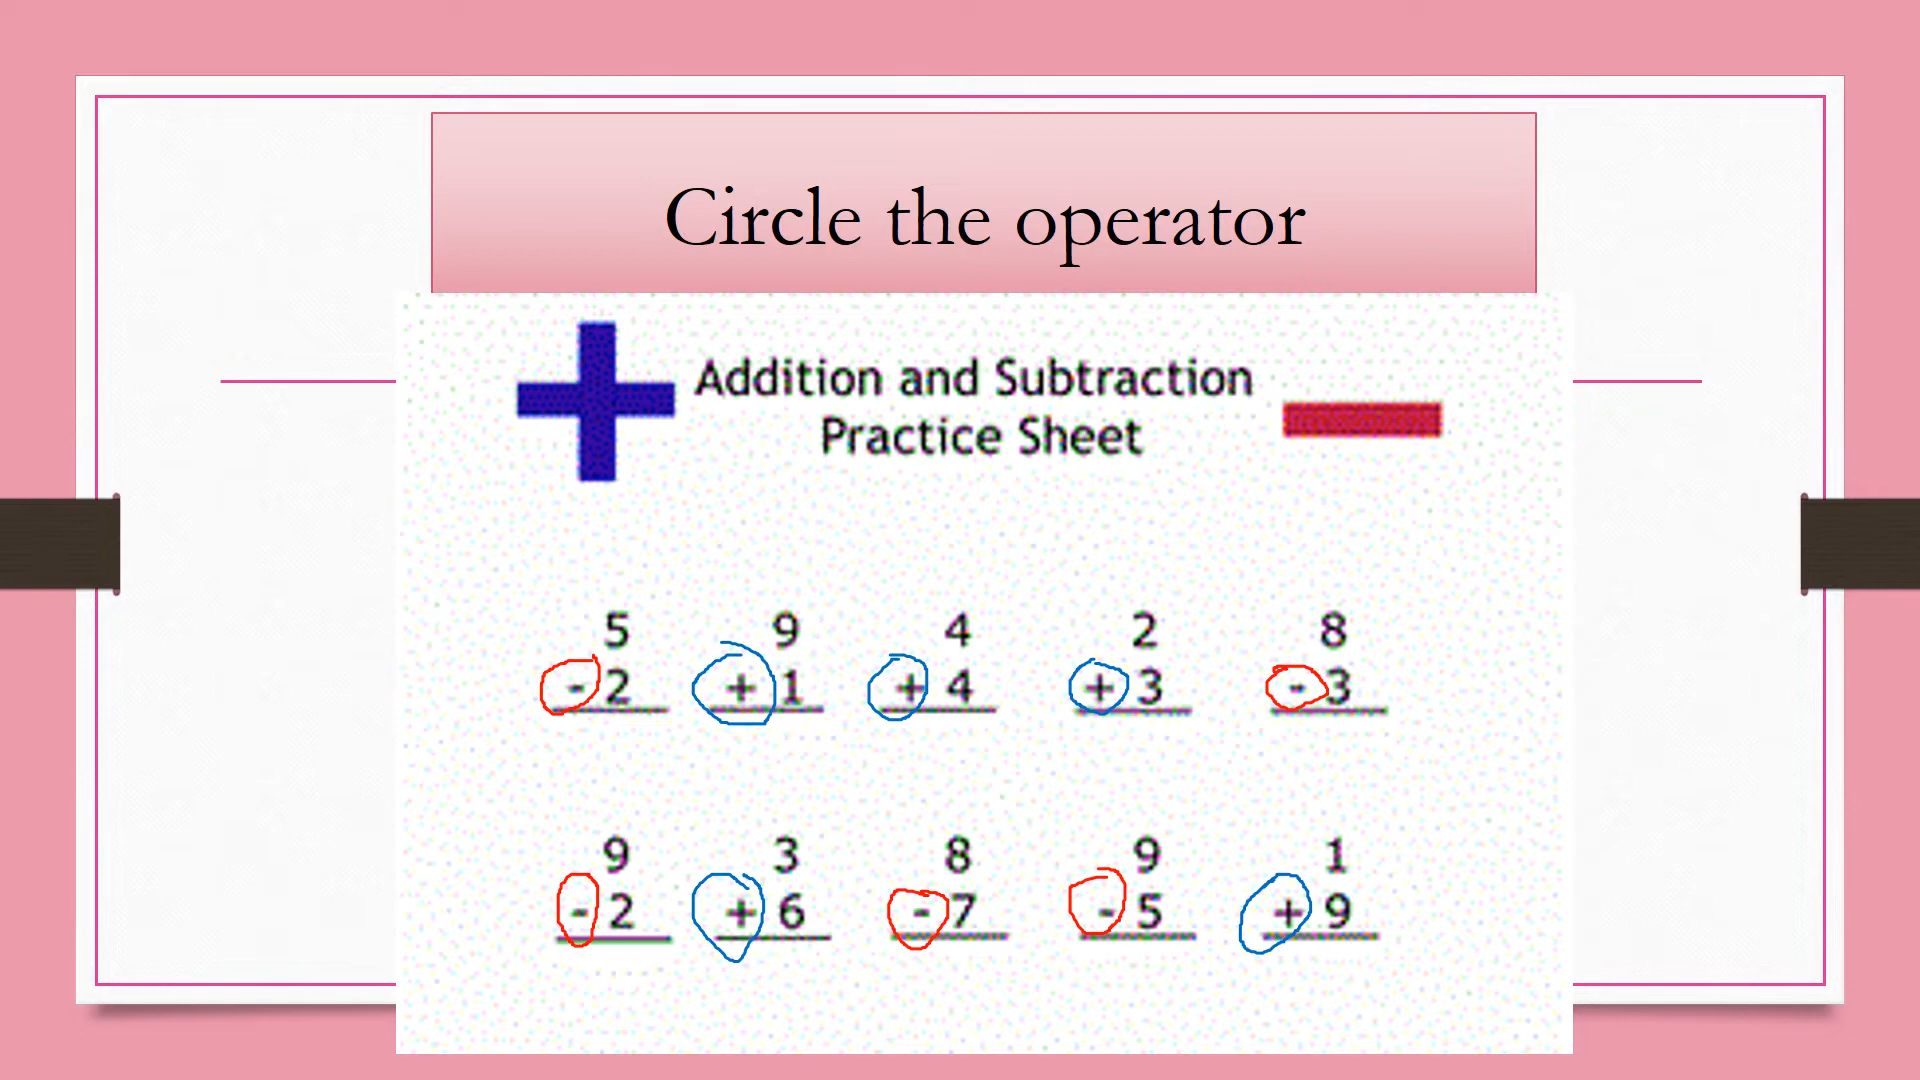 Circle the operator
Addition and Subtraction
Practice Sheet
5 9 4 2 8
- 2 + 1 + 4 + 3 - 3
9 3 8 9 1
- 2 + 6 - 7 - 5 + 9